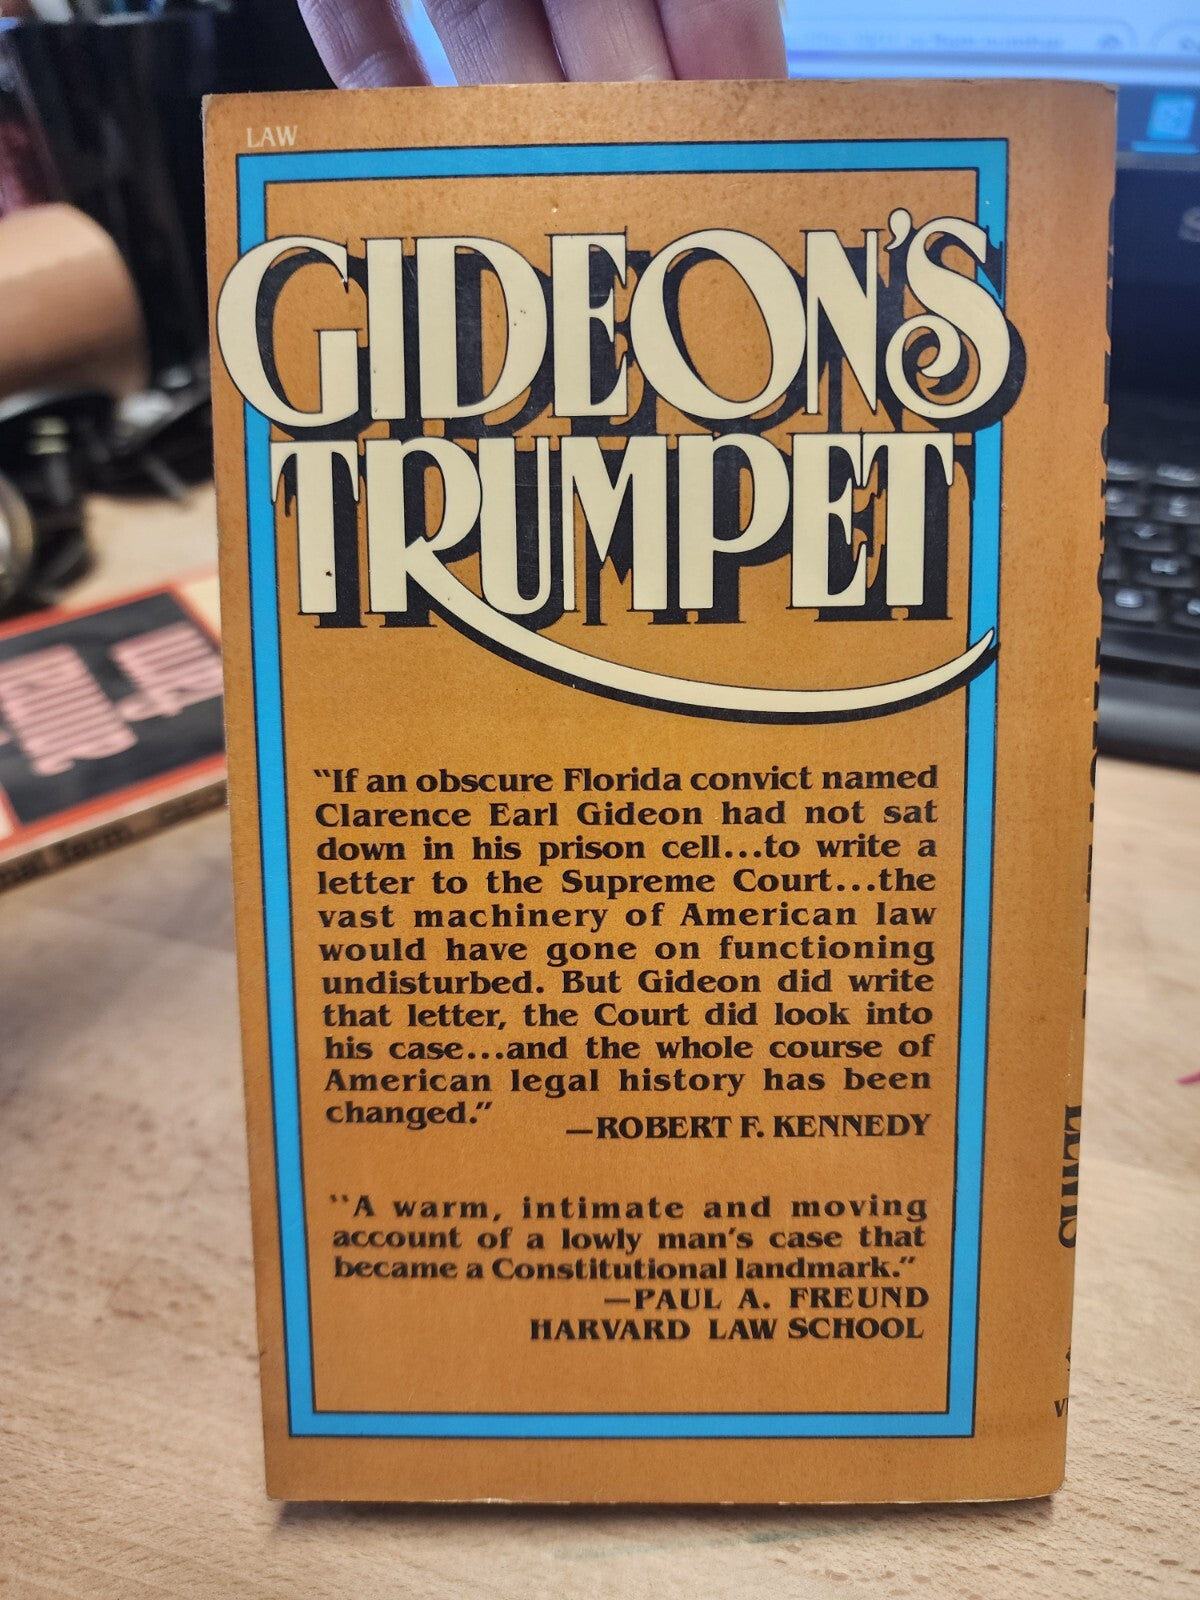 LAW
GIDEON'S
TRUMPET
"If an obscure Florida convict named
Clarence Earl Gideon had not sat
down in his prison cell...to write a
letter to the Supreme Court...the
vast machinery of American law
would have gone on functioning
undisturbed. But Gideon did write
that letter, the Court did look into
his case...and the whole course of
American legal history has been
changed."
—ROBERT F. KENNEDY
"A warm, intimate and moving
account of a lowly man's case that
became a Constitutional landmark."
—PAUL A. FREUND
HARVARD LAW SCHOOL
LEWIS